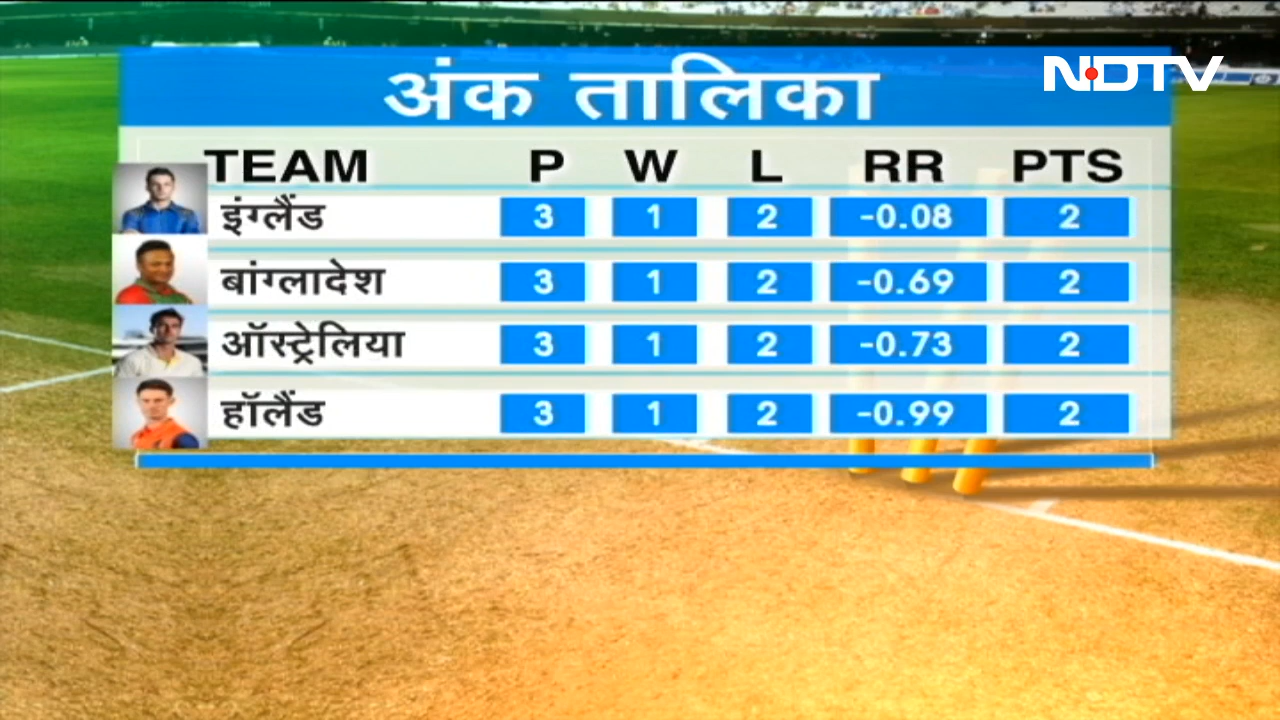 NDTV
अंक तालिका
TEAM P W L RR PTS
इंग्लैंड 3 1 2 -0.08 2
बांग्लादेश 3 1 2 -0.69 2
ऑस्ट्रेलिया 3 1 2 -0.73 2
हॉलैंड 3 1 2 -0.99 2